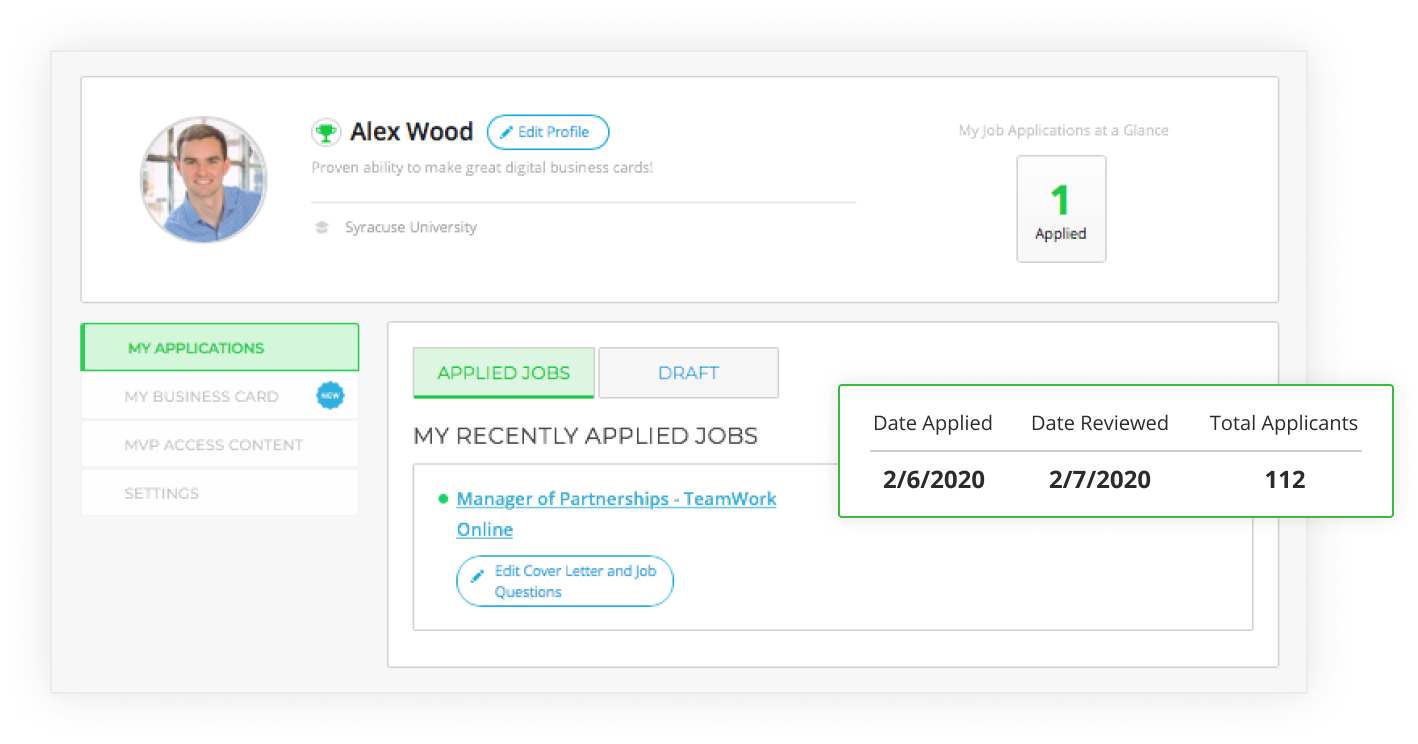 Alex Wood
Edit Profile
Proven ability to make great digital business cards!
Syracuse University
My Job Applications at a Glance
1
Applied
MY APPLICATIONS
MY BUSINESS CARD
NEW
MVP ACCESS CONTENT
SETTINGS
APPLIED JOBS
DRAFT
MY RECENTLY APPLIED JOBS
Manager of Partnerships - TeamWork
Online
Edit Cover Letter and Job
Questions
Date Applied Date Reviewed Total Applicants
2/6/2020 2/7/2020 112